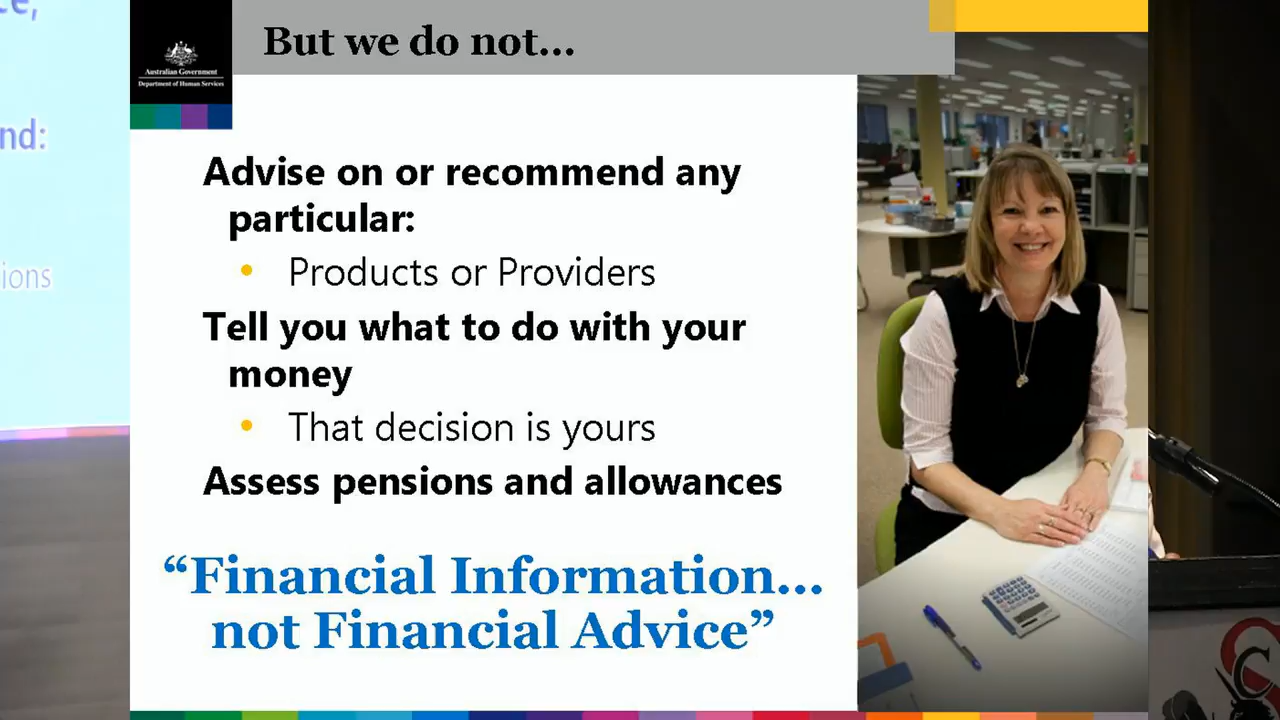 But we do not...
Australian Government
Department of Human Services
Advise on or recommend any
particular:
• Products or Providers
Tell you what to do with your
money
• That decision is yours
Assess pensions and allowances
“Financial Information...
not Financial Advice”
nd:
ions
C